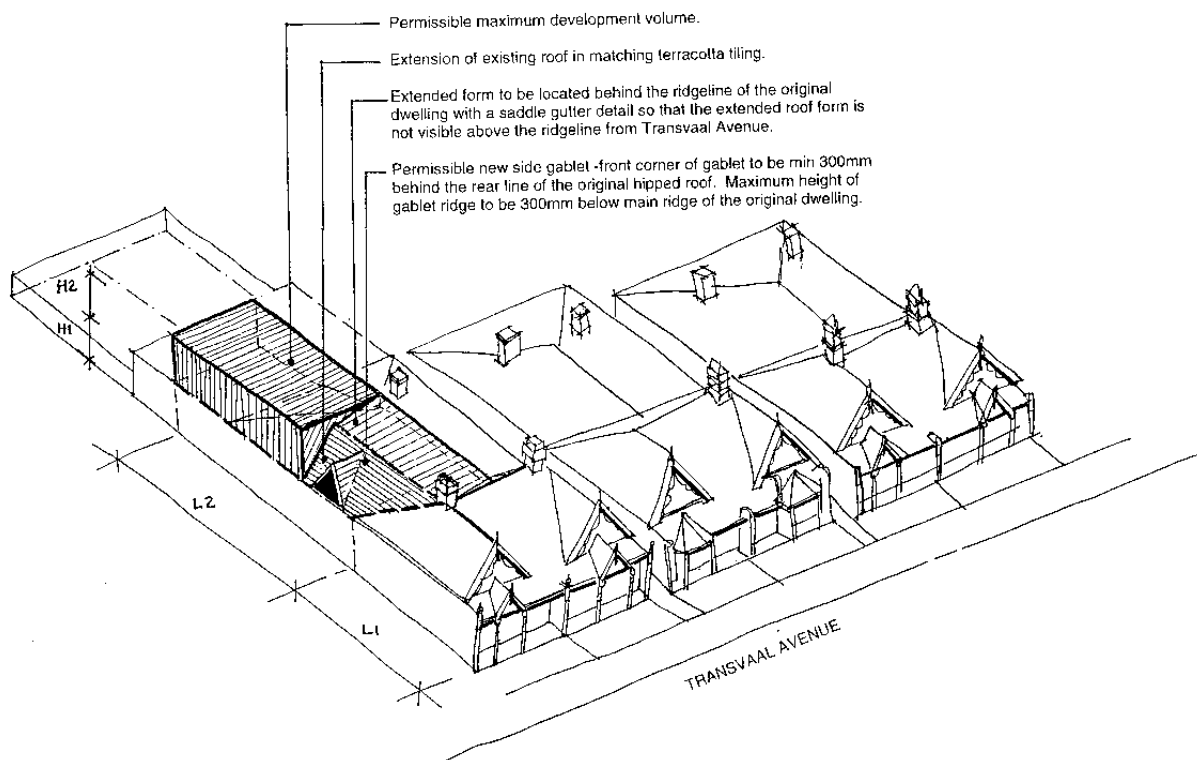 Permissible maximum development volume.
Extension of existing roof in matching terracotta tiling.
Extended form to be located behind the ridgeline of the original
dwelling with a saddle gutter detail so that the extended roof form is
not visible above the ridgeline from Transvaal Avenue.
Permissible new side gablet -front corner of gablet to be min 300mm
behind the rear line of the original hipped roof. Maximum height of
gablet ridge to be 300mm below main ridge of the original dwelling.
H2
H1
L2
L1
TRANSVAAL AVENUE